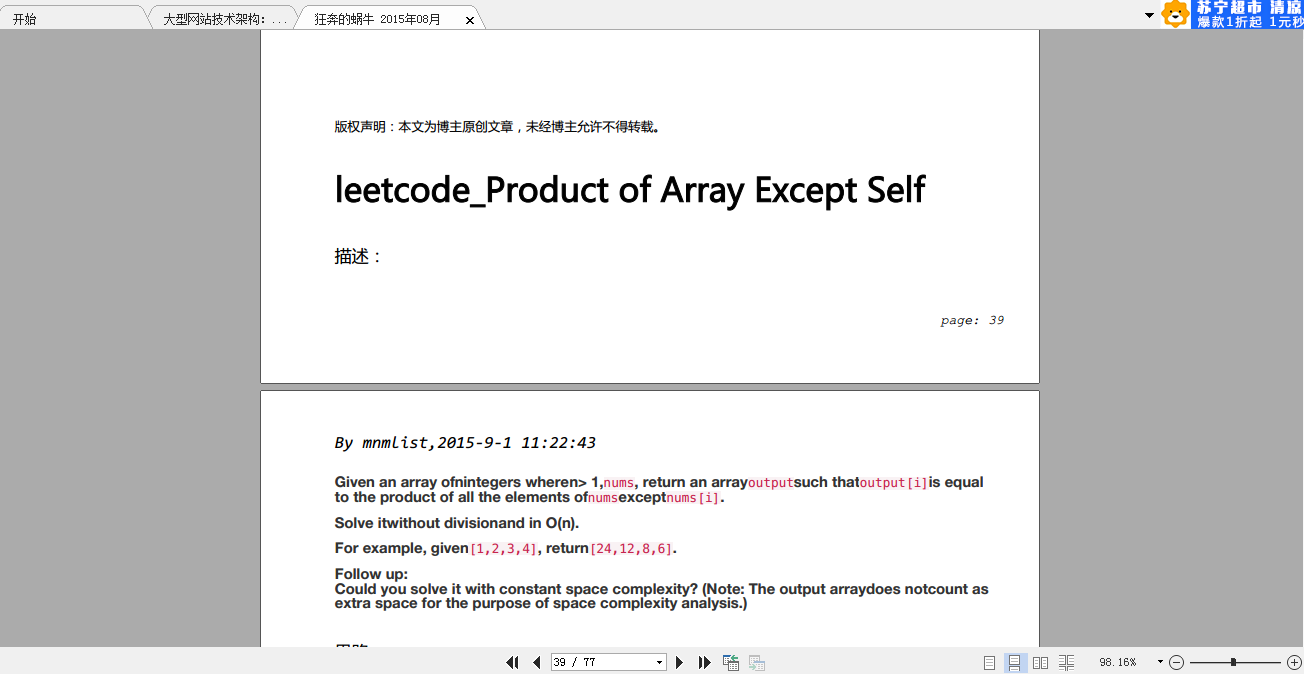 开始
大型网站技术架构：...
狂奔的蜗牛 2015年08月
苏宁超市 清凉
爆款1折起 1元秒
版权声明：本文为博主原创文章，未经博主允许不得转载。
leetcode_Product of Array Except Self
描述：
page: 39
By mnmlist,2015-9-1 11:22:43
Given an array ofnintegers wheren> 1,nums, return an arrayoutputsuch thatoutput[i]is equal
to the product of all the elements ofnumsexceptnums[i].
Solve itwithout divisionand in O(n).
For example, given[1,2,3,4], return[24,12,8,6].
Follow up:
Could you solve it with constant space complexity? (Note: The output arraydoes notcount as
extra space for the purpose of space complexity analysis.)
39 / 77
98.16%